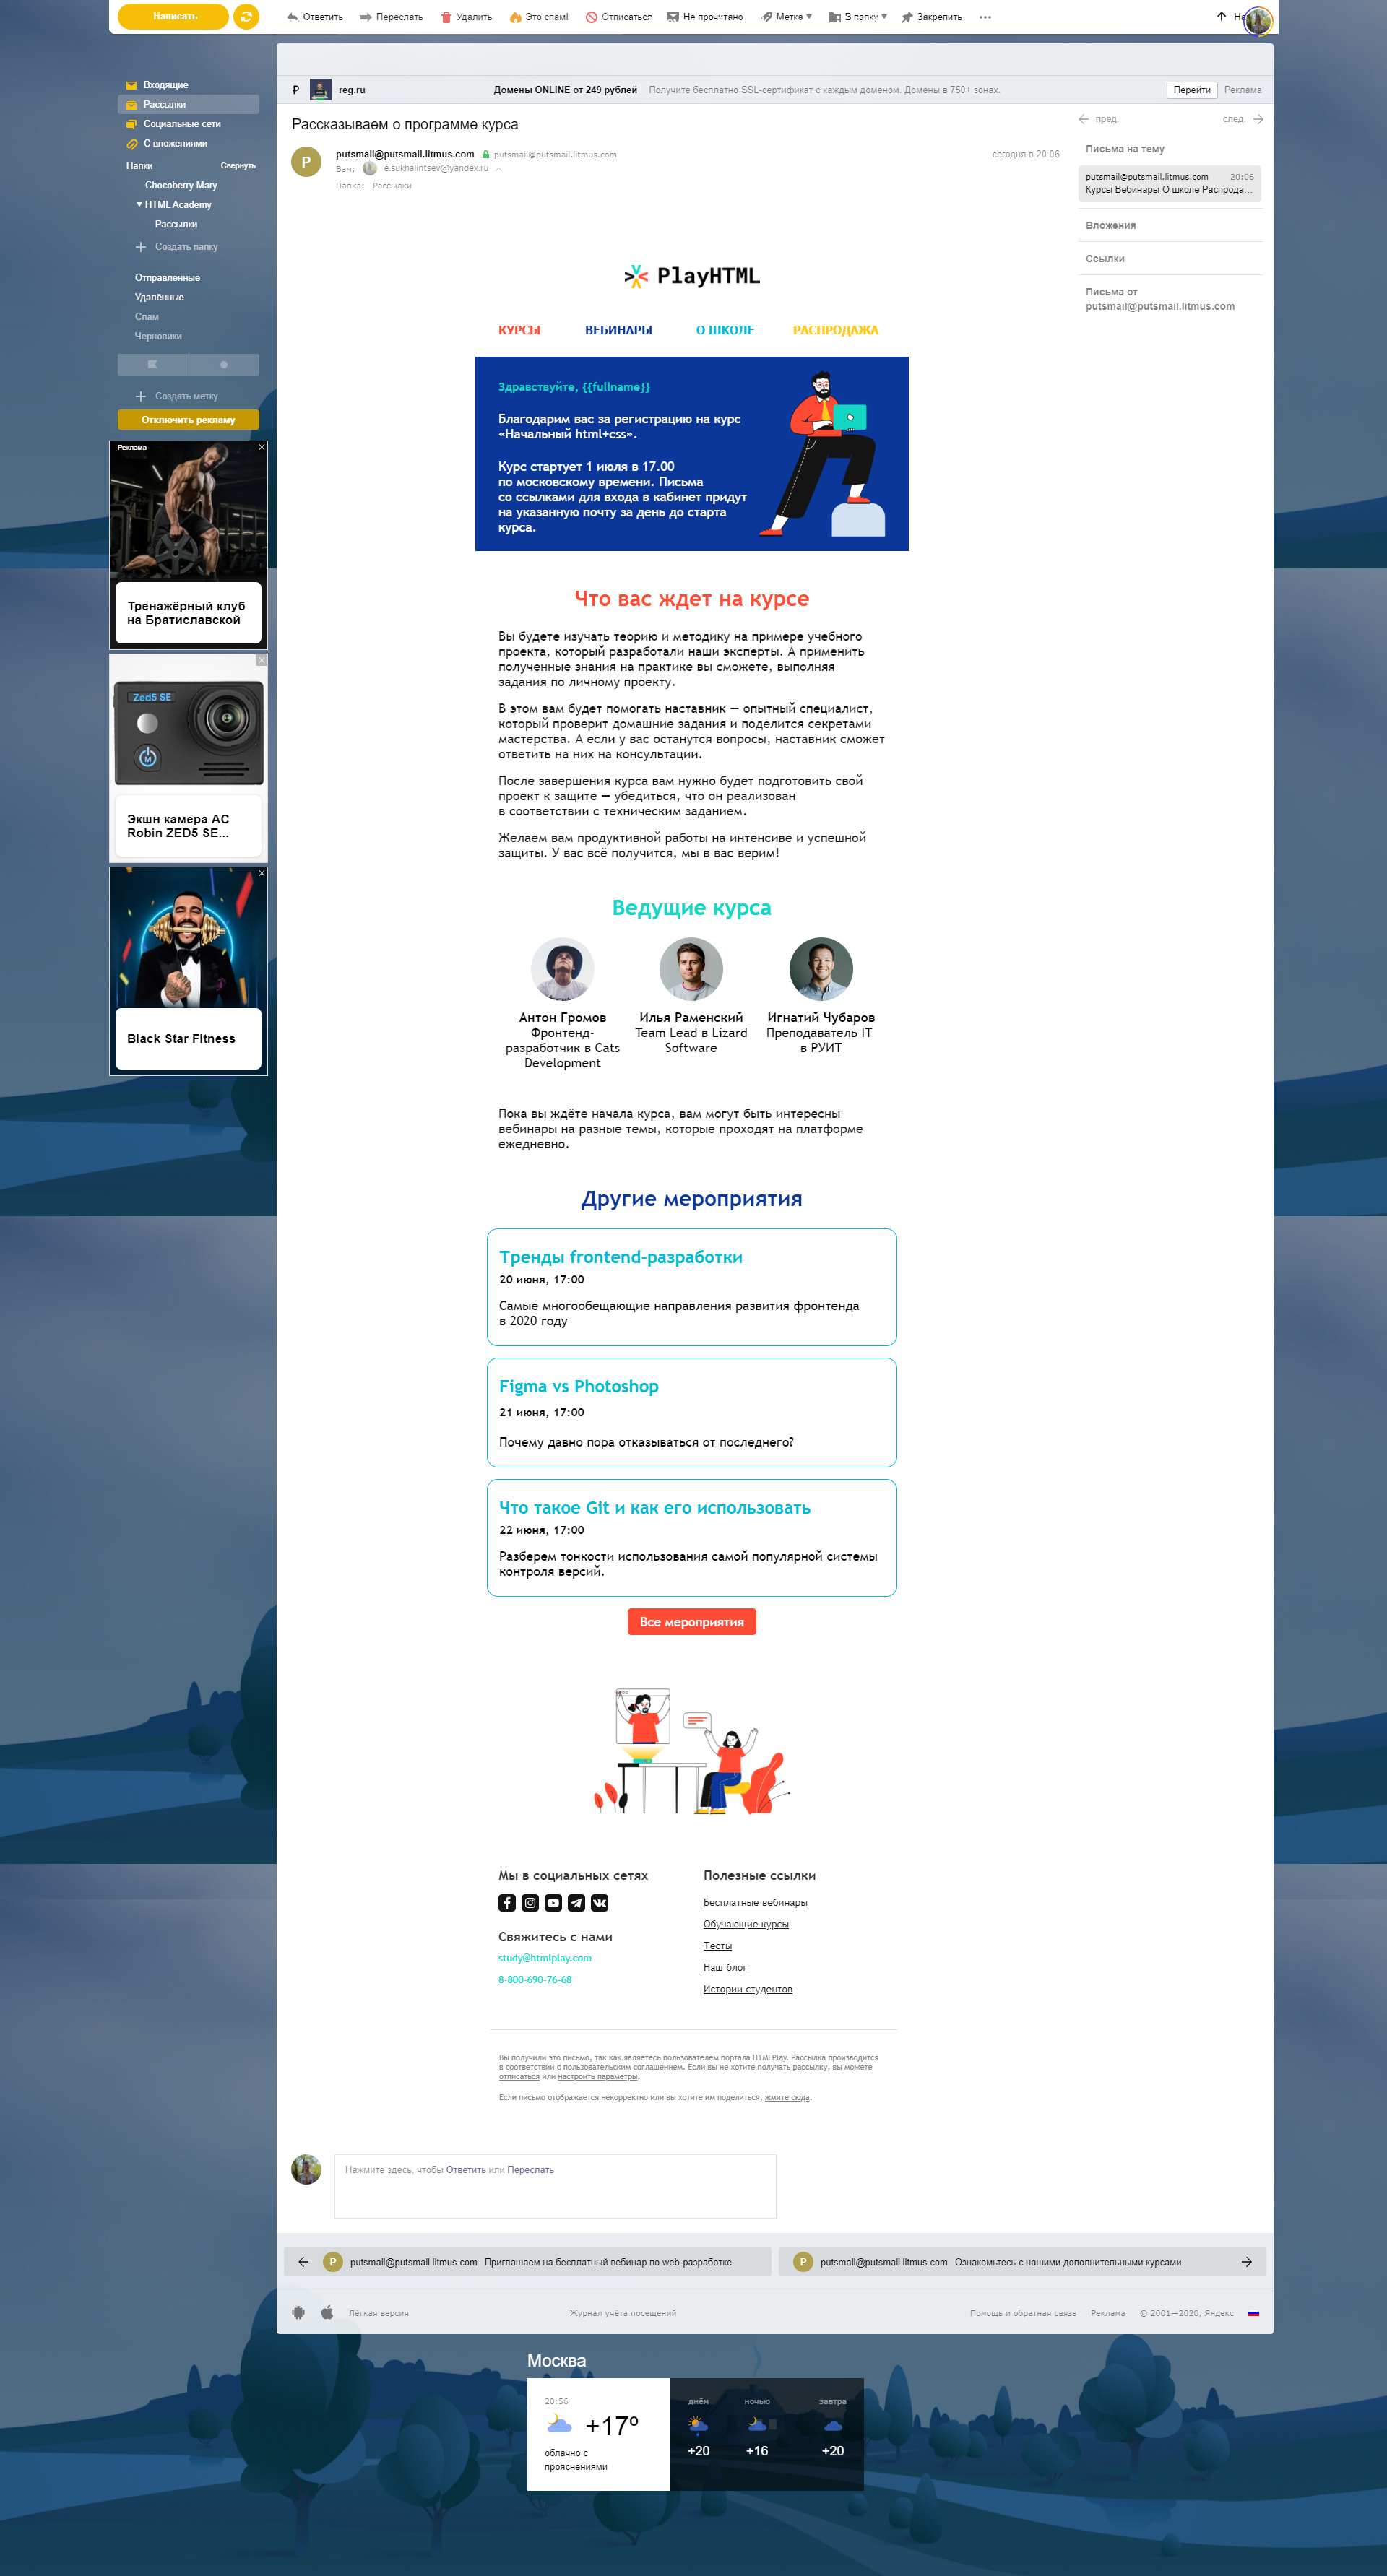 Написать
Ответить Переслать Удалить Это спам! Отписаться Не прочитано Метка В папку Закрепить
Входящие
Рассылки
Социальные сети
С вложениями
Папки Свернуть
Chocoberry Mary
HTML Academy
Рассылки
Создать папку
Отправленные
Удалённые
Спам
Черновики
Создать метку
Отключить рекламу
Реклама
Тренажёрный клуб
на Братиславской
Zed5 SE
M
Экшн камера AC
Robin ZED5 SE...
Black Star Fitness
₽ reg.ru Домены ONLINE от 249 рублей Получите бесплатно SSL-сертификат с каждым доменом. Домены в 750+ зонах. Перейти Реклама
Рассказываем о программе курса
P
putsmail@putsmail.litmus.com putsmail@putsmail.litmus.com сегодня в 20:06
Вам: e.sukhalintsev@yandex.ru
Папка: Рассылки
пред. след.
Письма на тему
putsmail@putsmail.litmus.com 20:06
Курсы Вебинары О школе Распрода...
Вложения
Ссылки
Письма от
putsmail@putsmail.litmus.com
PlayHTML
КУРСЫ ВЕБИНАРЫ О ШКОЛЕ РАСПРОДАЖА
Здравствуйте, {{fullname}}
Благодарим вас за регистрацию на курс
«Начальный html+css».
Курс стартует 1 июля в 17.00
по московскому времени. Письма
со ссылками для входа в кабинет придут
на указанную почту за день до старта
курса.
Что вас ждет на курсе
Вы будете изучать теорию и методику на примере учебного
проекта, который разработали наши эксперты. А применить
полученные знания на практике вы сможете, выполняя
задания по личному проекту.
В этом вам будет помогать наставник — опытный специалист,
который проверит домашние задания и поделится секретами
мастерства. А если у вас останутся вопросы, наставник сможет
ответить на них на консультации.
После завершения курса вам нужно будет подготовить свой
проект к защите — убедиться, что он реализован
в соответствии с техническим заданием.
Желаем вам продуктивной работы на интенсиве и успешной
защиты. У вас всё получится, мы в вас верим!
Ведущие курса
Антон Громов
Фронтенд-
разработчик в Cats
Development
Илья Раменский
Team Lead в Lizard
Software
Игнатий Чубаров
Преподаватель IT
в РУИТ
Пока вы ждёте начала курса, вам могут быть интересны
вебинары на разные темы, которые проходят на платформе
ежедневно.
Другие мероприятия
Тренды frontend-разработки
20 июня, 17:00
Самые многообещающие направления развития фронтенда
в 2020 году
Figma vs Photoshop
21 июня, 17:00
Почему давно пора отказываться от последнего?
Что такое Git и как его использовать
22 июня, 17:00
Разберем тонкости использования самой популярной системы
контроля версий.
Все мероприятия
Мы в социальных сетях
Свяжитесь с нами
study@htmlplay.com
8-800-690-76-68
Полезные ссылки
Бесплатные вебинары
Обучающие курсы
Тесты
Наш блог
Истории студентов
Вы получили это письмо, так как являетесь пользователем портала HTMLPlay. Рассылка производится
в соответствии с пользовательским соглашением. Если вы не хотите получать рассылку, вы можете
отписаться или настроить параметры.
Если письмо отображается некорректно или вы хотите им поделиться, жмите сюда.
Нажмите здесь, чтобы Ответить или Переслать
P putsmail@putsmail.litmus.com Приглашаем на бесплатный вебинар по web-разработке
P putsmail@putsmail.litmus.com Ознакомьтесь с нашими дополнительными курсами
Лёгкая версия Журнал учёта посещений Помощь и обратная связь Реклама © 2001—2020, Яндекс
Москва
20:56
+17°
облачно с
прояснениями
днём ночью завтра
+20 +16 +20